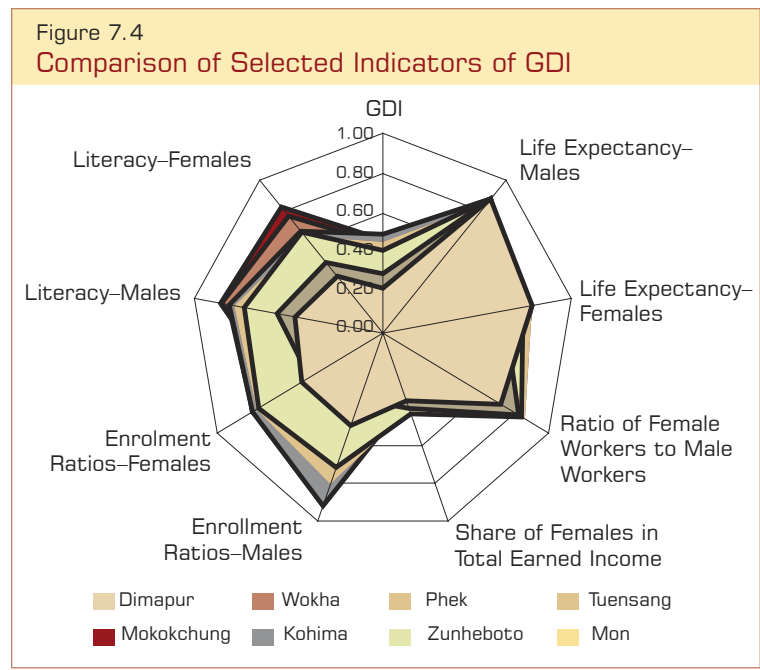 Figure 7.4
Comparison of Selected Indicators of GDI
GDI
1.00
0.80
0.60
0.40
0.20
0.00
Life Expectancy–
Males
Life Expectancy–
Females
Ratio of Female
Workers to Male
Workers
Share of Females in
Total Earned Income
Enrollment
Ratios–Males
Enrolment
Ratios–Females
Literacy–Males
Literacy–Females
Dimapur
Wokha
Phek
Tuensang
Mokokchung
Kohima
Zunheboto
Mon